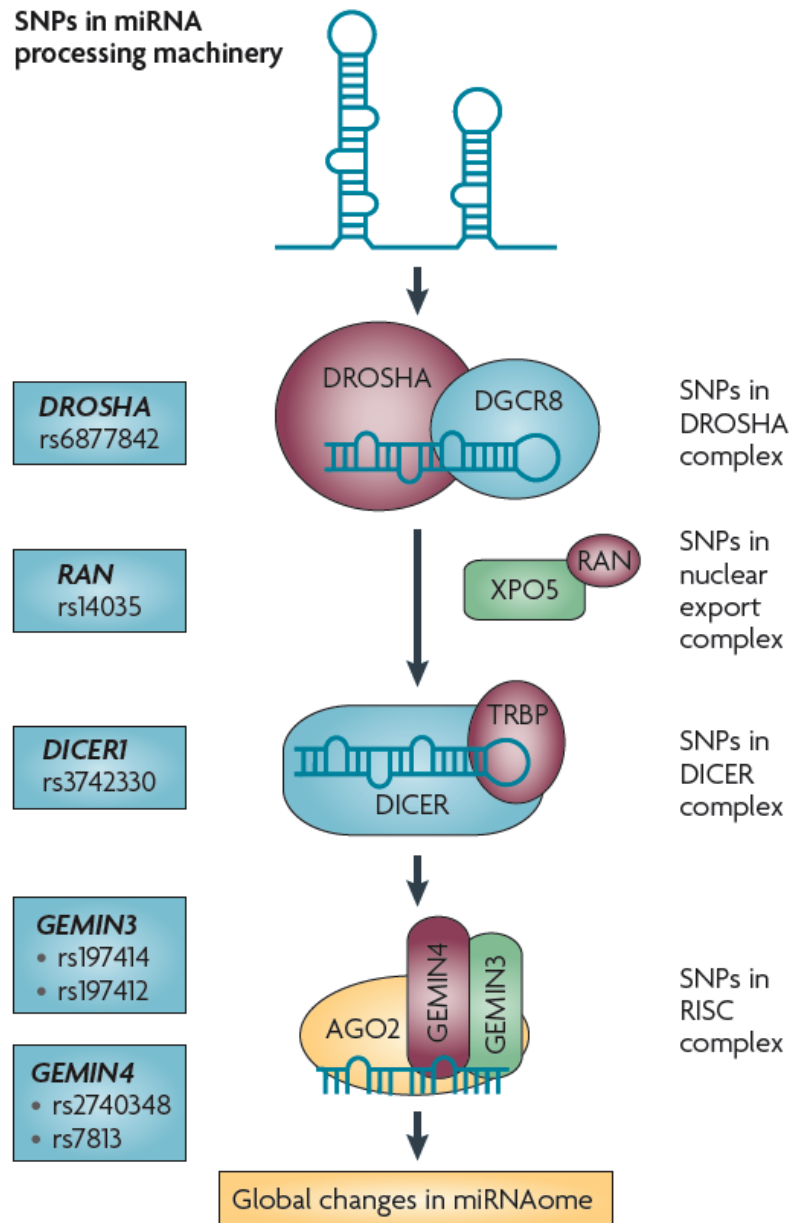 SNPs in miRNA
processing machinery
DROSHA
DGCR8
DROSHA
rs6877842
SNPs in
DROSHA
complex
RAN
rs14035
XPO5
RAN
SNPs in
nuclear
export
complex
DICER1
rs3742330
TRBP
DICER
SNPs in
DICER
complex
GEMIN3
• rs197414
• rs197412
AGO2
GEMIN4
GEMIN3
SNPs in
RISC
complex
GEMIN4
• rs2740348
• rs7813
Global changes in miRNAome